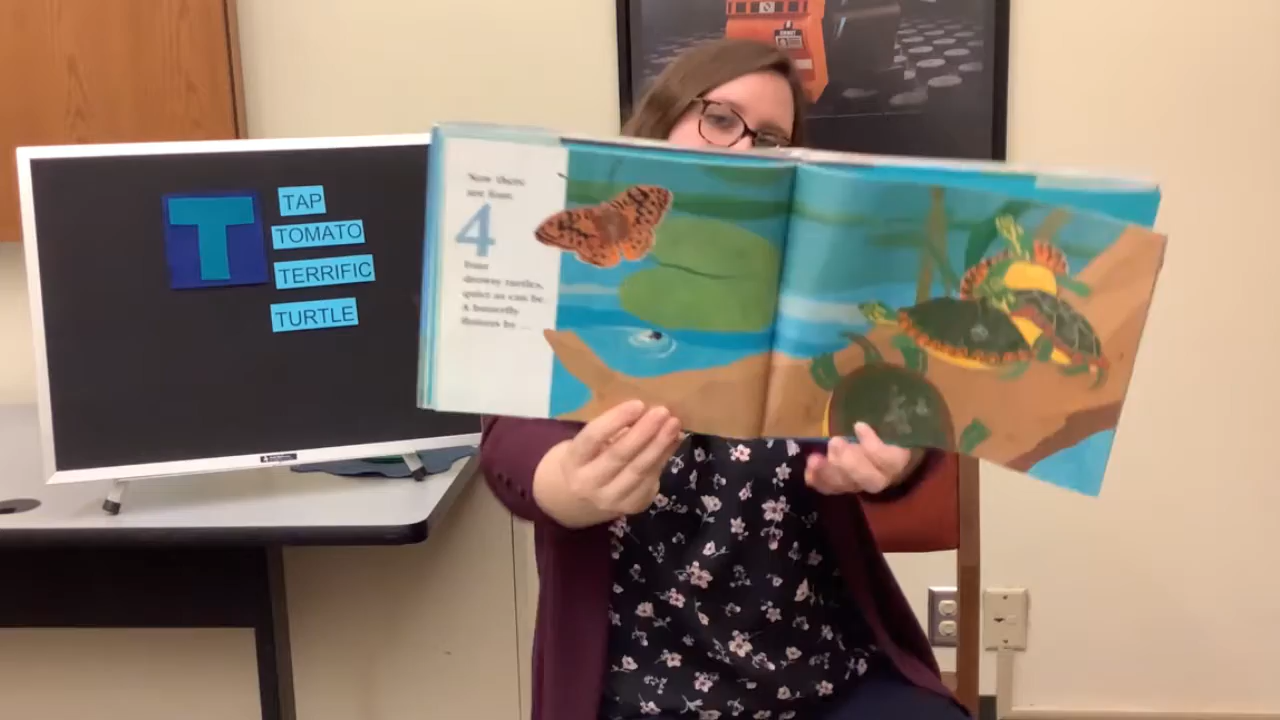 T
TAP
TOMATO
TERRIFIC
TURTLE
Now there
are four.
4
Four
drowsy turtles,
quiet as can be.
A butterfly
flutters by ...